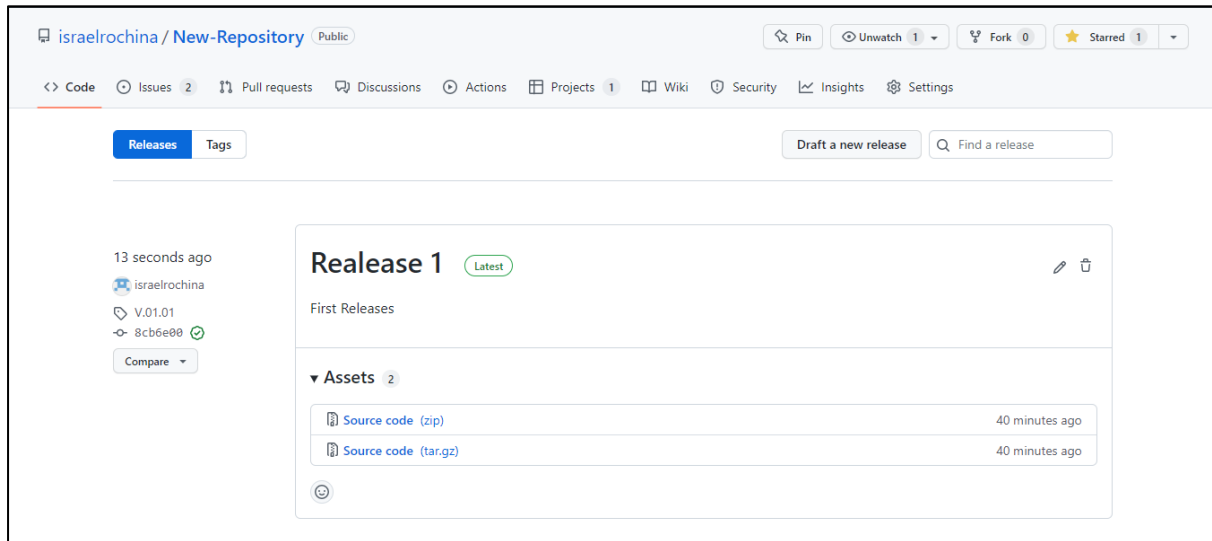 israelrochina / New-Repository Public Pin Unwatch 1 Fork 0 Starred 1
<> Code Issues 2 Pull requests Discussions Actions Projects 1 Wiki Security Insights Settings
Releases Tags Draft a new release Find a release
13 seconds ago
israelrochina
V.01.01
8cb6e00
Compare
Realease 1 Latest
First Releases
Assets 2
Source code (zip) 40 minutes ago
Source code (tar.gz) 40 minutes ago